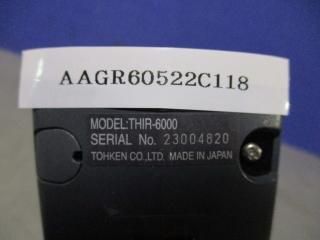 AAGR60522C118
MODEL:THIR-6000
SERIAL No. 23004820
TOHKEN CO.,LTD. MADE IN JAPAN